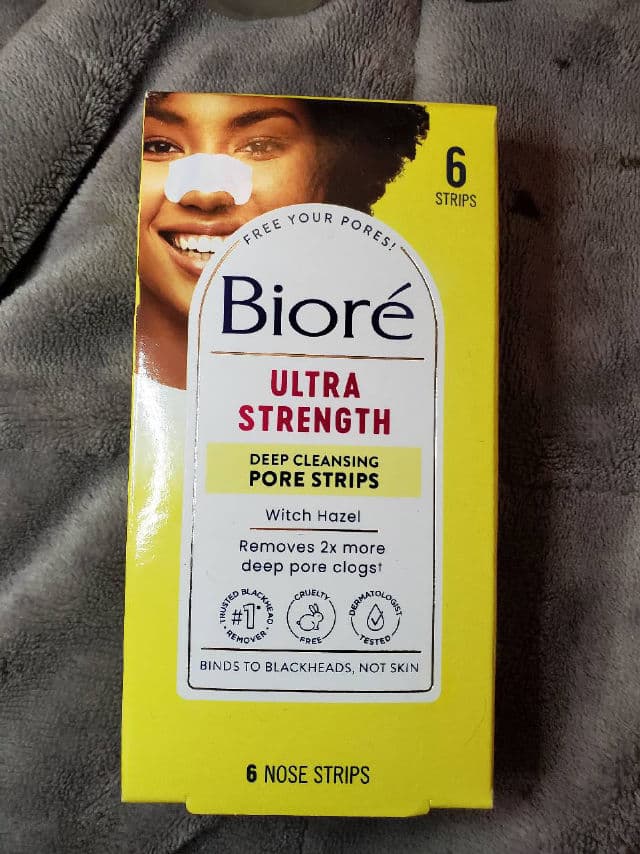 6
STRIPS
FREE YOUR PORES!
Bioré
ULTRA
STRENGTH
DEEP CLEANSING
PORE STRIPS
Witch Hazel
Removes 2x more
deep pore clogs†
TRUSTED BLACKHEAD
#1*
REMOVER
CRUELTY
FREE
DERMATOLOGIST
TESTED
BINDS TO BLACKHEADS, NOT SKIN
6 NOSE STRIPS